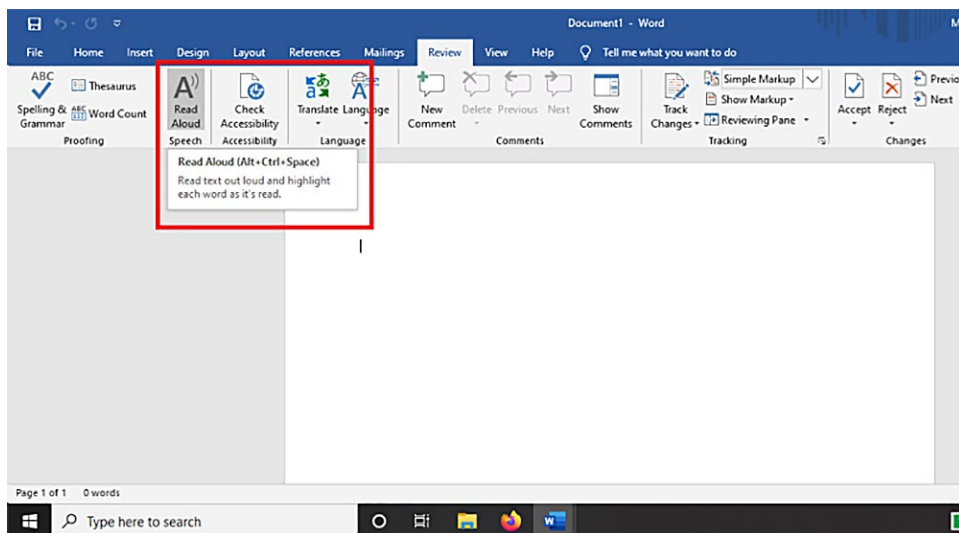 Document1 - Word
File Home Insert Design Layout References Mailings Review View Help Tell me what you want to do
ABC
Spelling & Grammar
Thesaurus
ABC 123 Word Count
Proofing
A
Read Aloud
Speech
Check Accessibility
Accessibility
Translate
Language
Language
New Comment
Delete
Previous
Next
Show Comments
Comments
Track Changes
Simple Markup
Show Markup
Reviewing Pane
Tracking
Accept
Reject
Previo
Next
Changes
Read Aloud (Alt+Ctrl+Space)
Read text out loud and highlight
each word as it's read.
Page 1 of 1 0 words
Type here to search